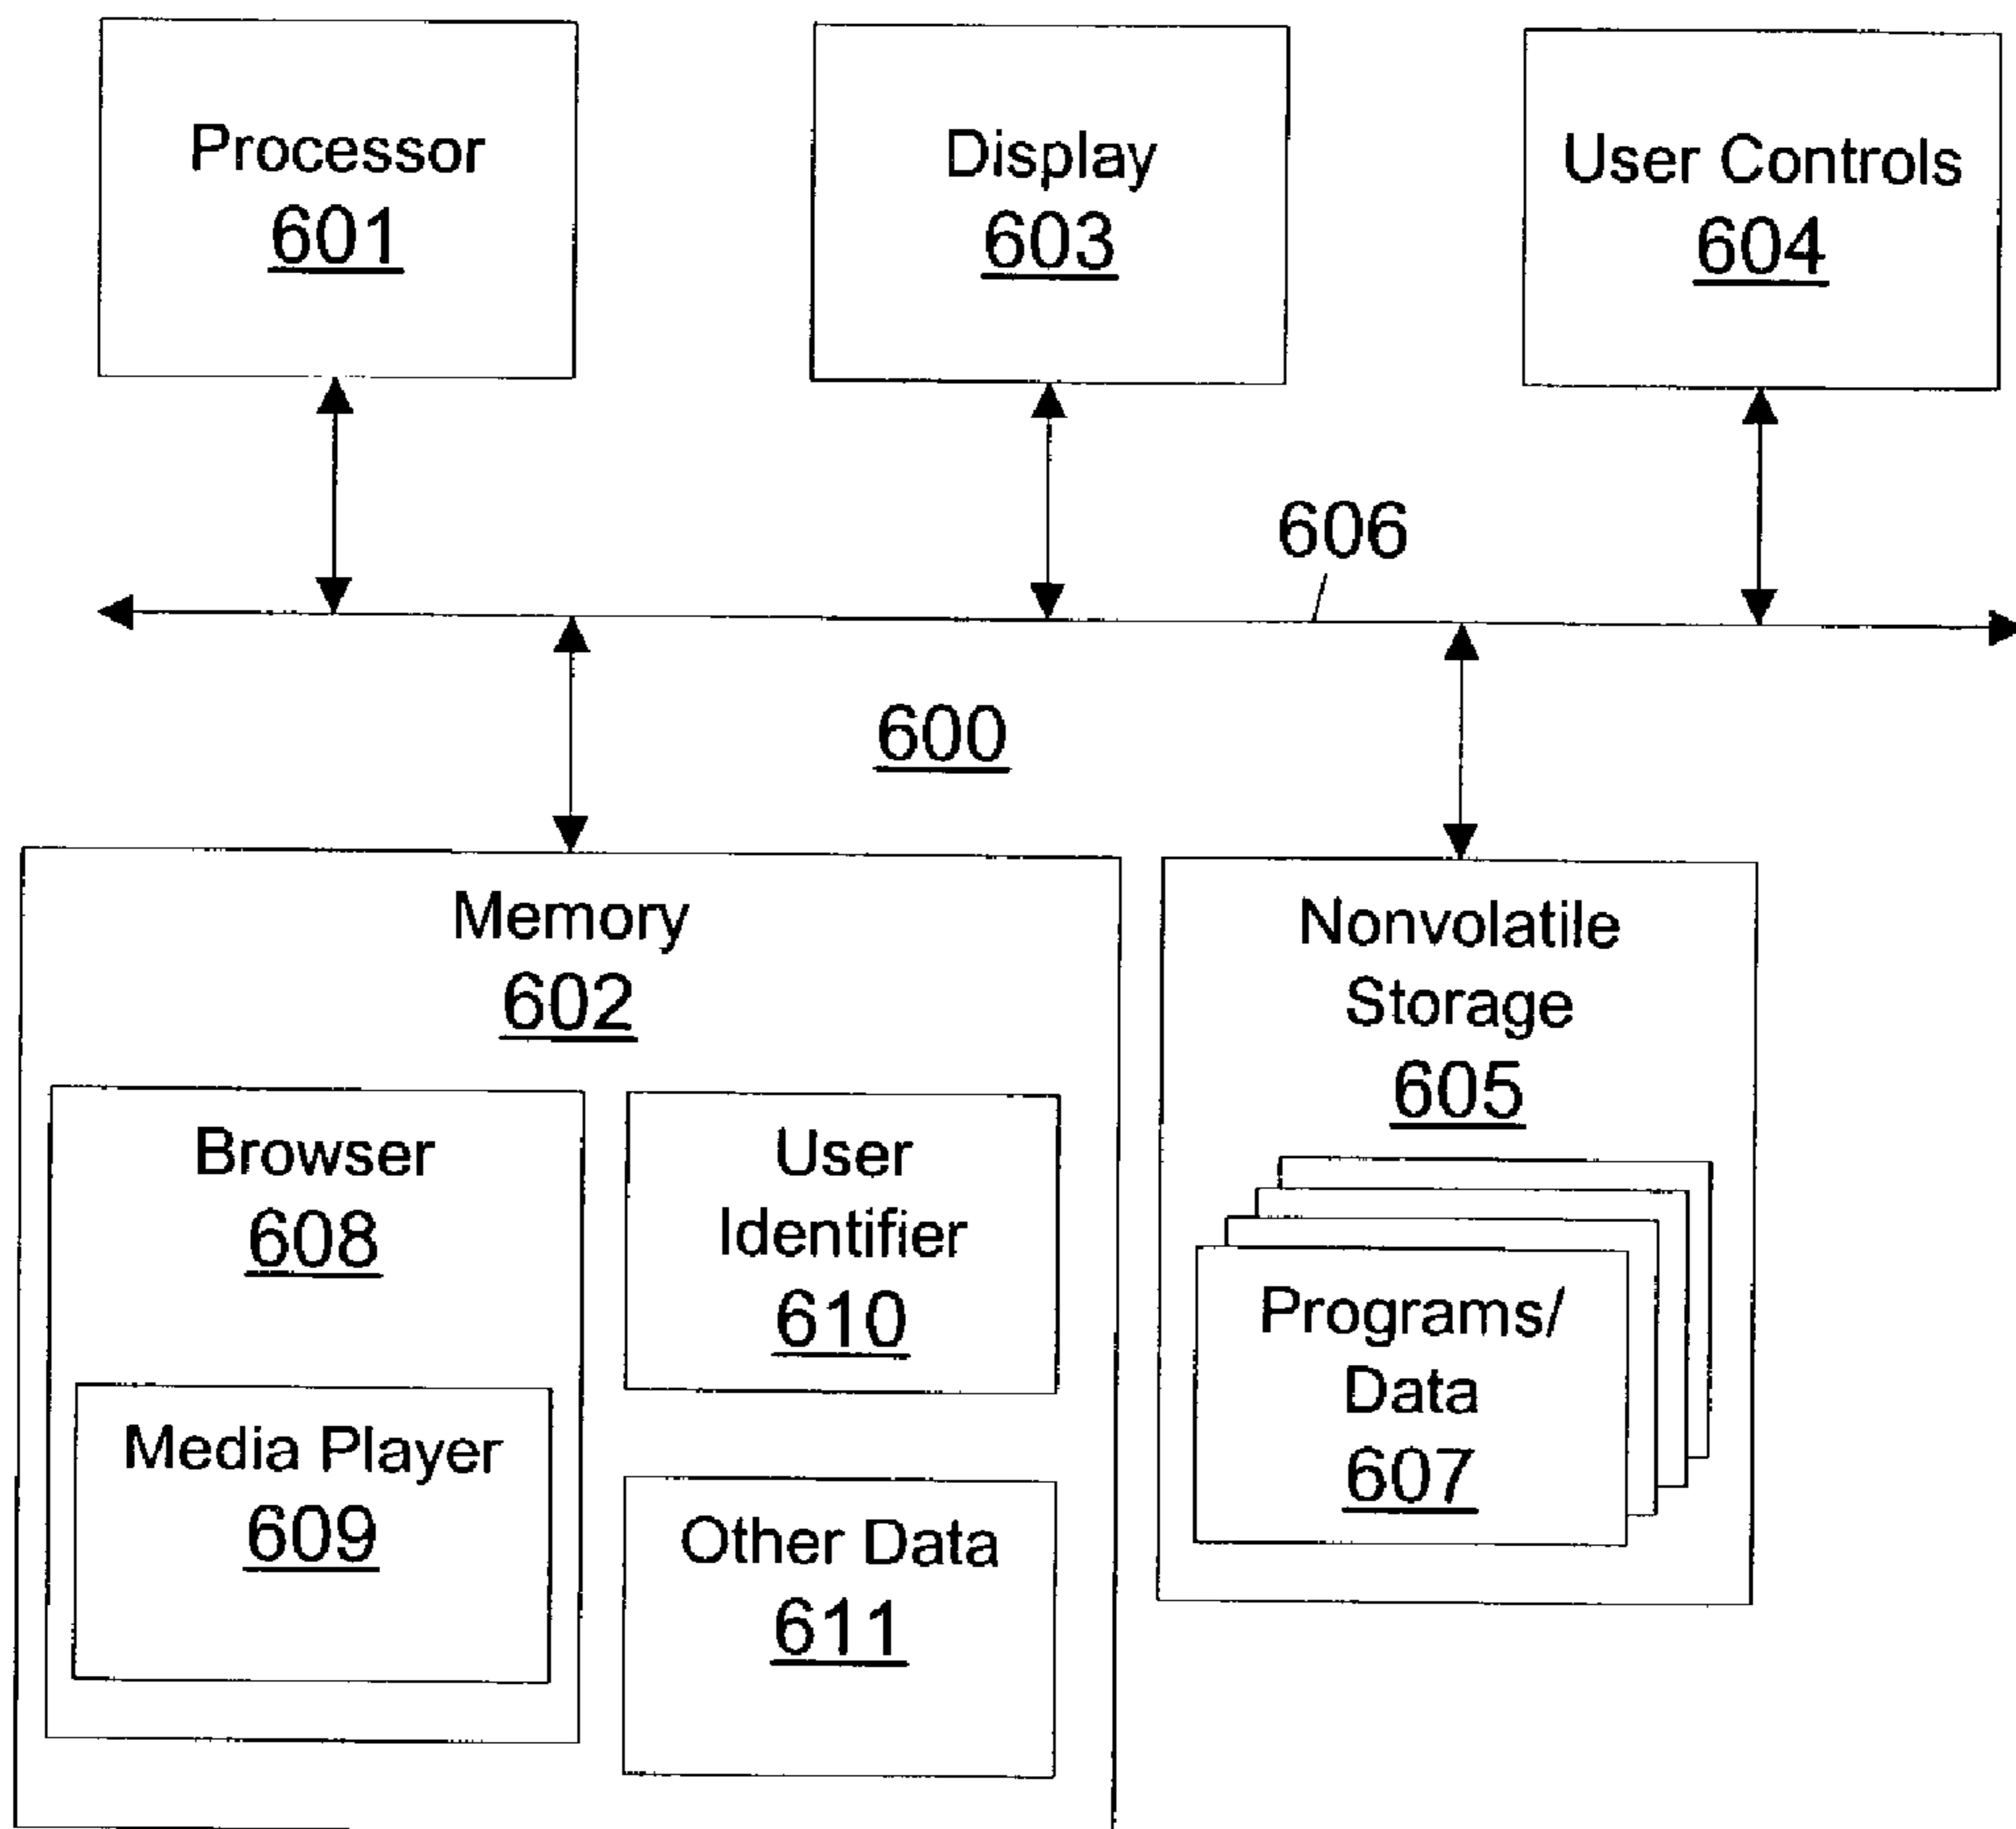 Processor
601
Display
603
User Controls
604
606
600
Memory
602
Nonvolatile
Storage
605
Browser
608
User
Identifier
610
Media Player
609
Other Data
611
Programs/
Data
607